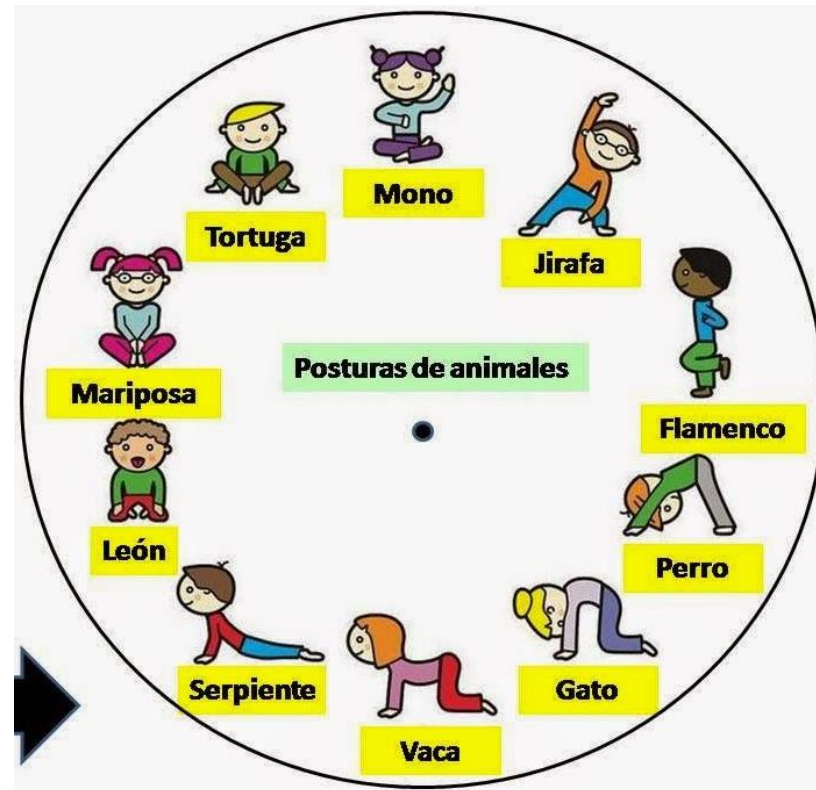 Mono
Tortuga
Jirafa
Mariposa
Posturas de animales
Flamenco
León
Perro
Serpiente
Gato
Vaca